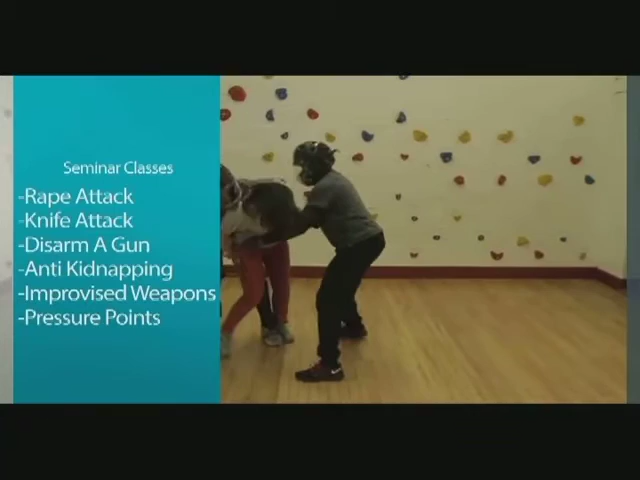 Seminar Classes
-Rape Attack
-Knife Attack
-Disarm A Gun
-Anti Kidnapping
-Improvised Weapons
-Pressure Points